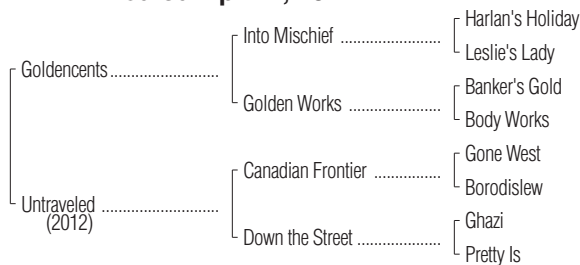 Harlan's Holiday
Into Mischief
Leslie's Lady
Goldencents
Banker's Gold
Golden Works
Body Works
Gone West
Canadian Frontier
Borodislew
Untraveled
(2012)
Ghazi
Down the Street
Pretty Is